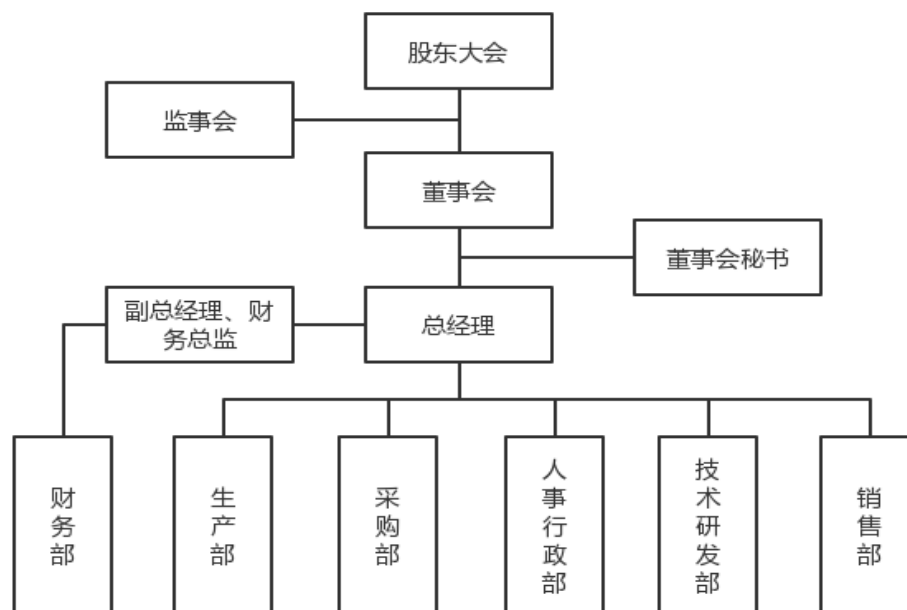 股东大会
监事会
董事会
董事会秘书
副总经理、财
务总监
总经理
财务部
生产部
采购部
人事行政部
技术研发部
销售部